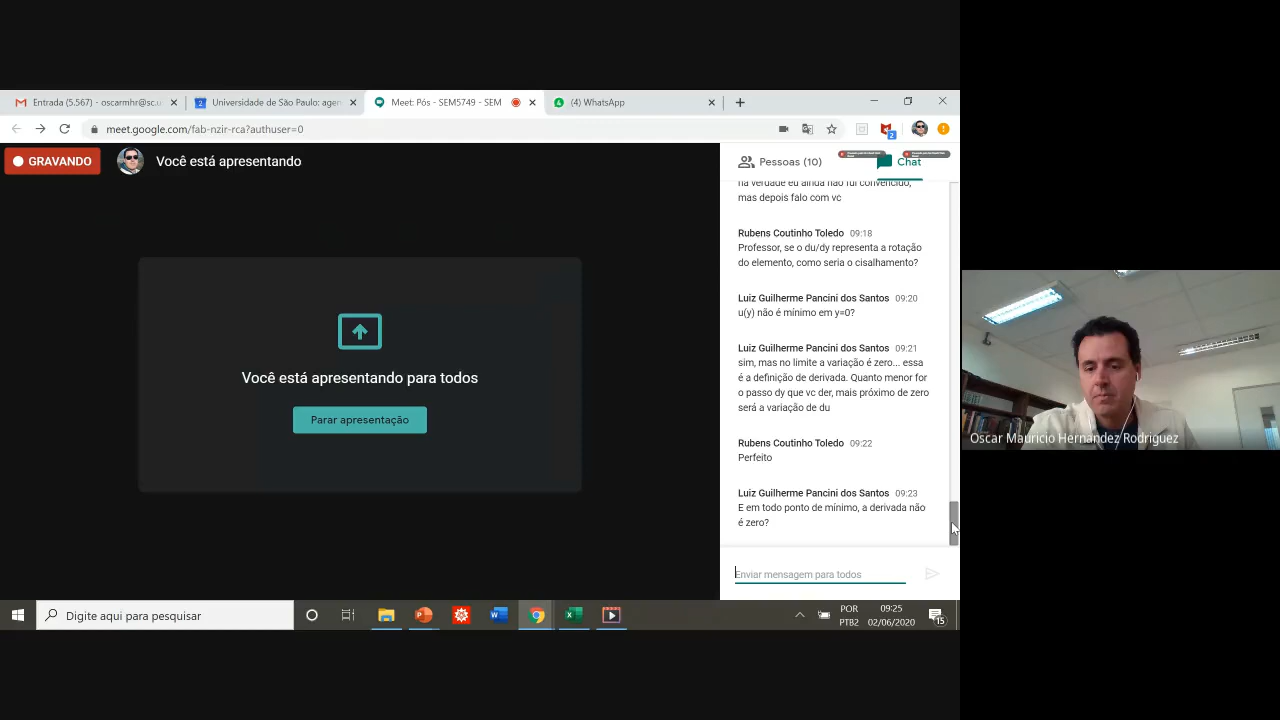 Entrada (5.567) - oscarmhr@sc.u
Universidade de São Paulo: agen
Meet: Pós - SEM5749 - SEM
(4) WhatsApp
meet.google.com/fab-nzir-rca?authuser=0
2
GRAVANDO
Você está apresentando
Pessoas (10)
Chat
na verdade eu ainda não fui convencido,
mas depois falo com vc
Rubens Coutinho Toledo 09:18
Professor, se o du/dy representa a rotação
do elemento, como seria o cisalhamento?
Luiz Guilherme Pancini dos Santos 09:20
u(y) não é mínimo em y=0?
Luiz Guilherme Pancini dos Santos 09:21
sim, mas no limite a variação é zero... essa
é a definição de derivada. Quanto menor for
o passo dy que vc der, mais próximo de zero
será a variação de du
Rubens Coutinho Toledo 09:22
Perfeito
Luiz Guilherme Pancini dos Santos 09:23
E em todo ponto de mínimo, a derivada não
é zero?
Enviar mensagem para todos
Você está apresentando para todos
Parar apresentação
Oscar Mauricio Hernandez Rodriguez
Digite aqui para pesquisar
POR
PTB2
09:25
02/06/2020
15